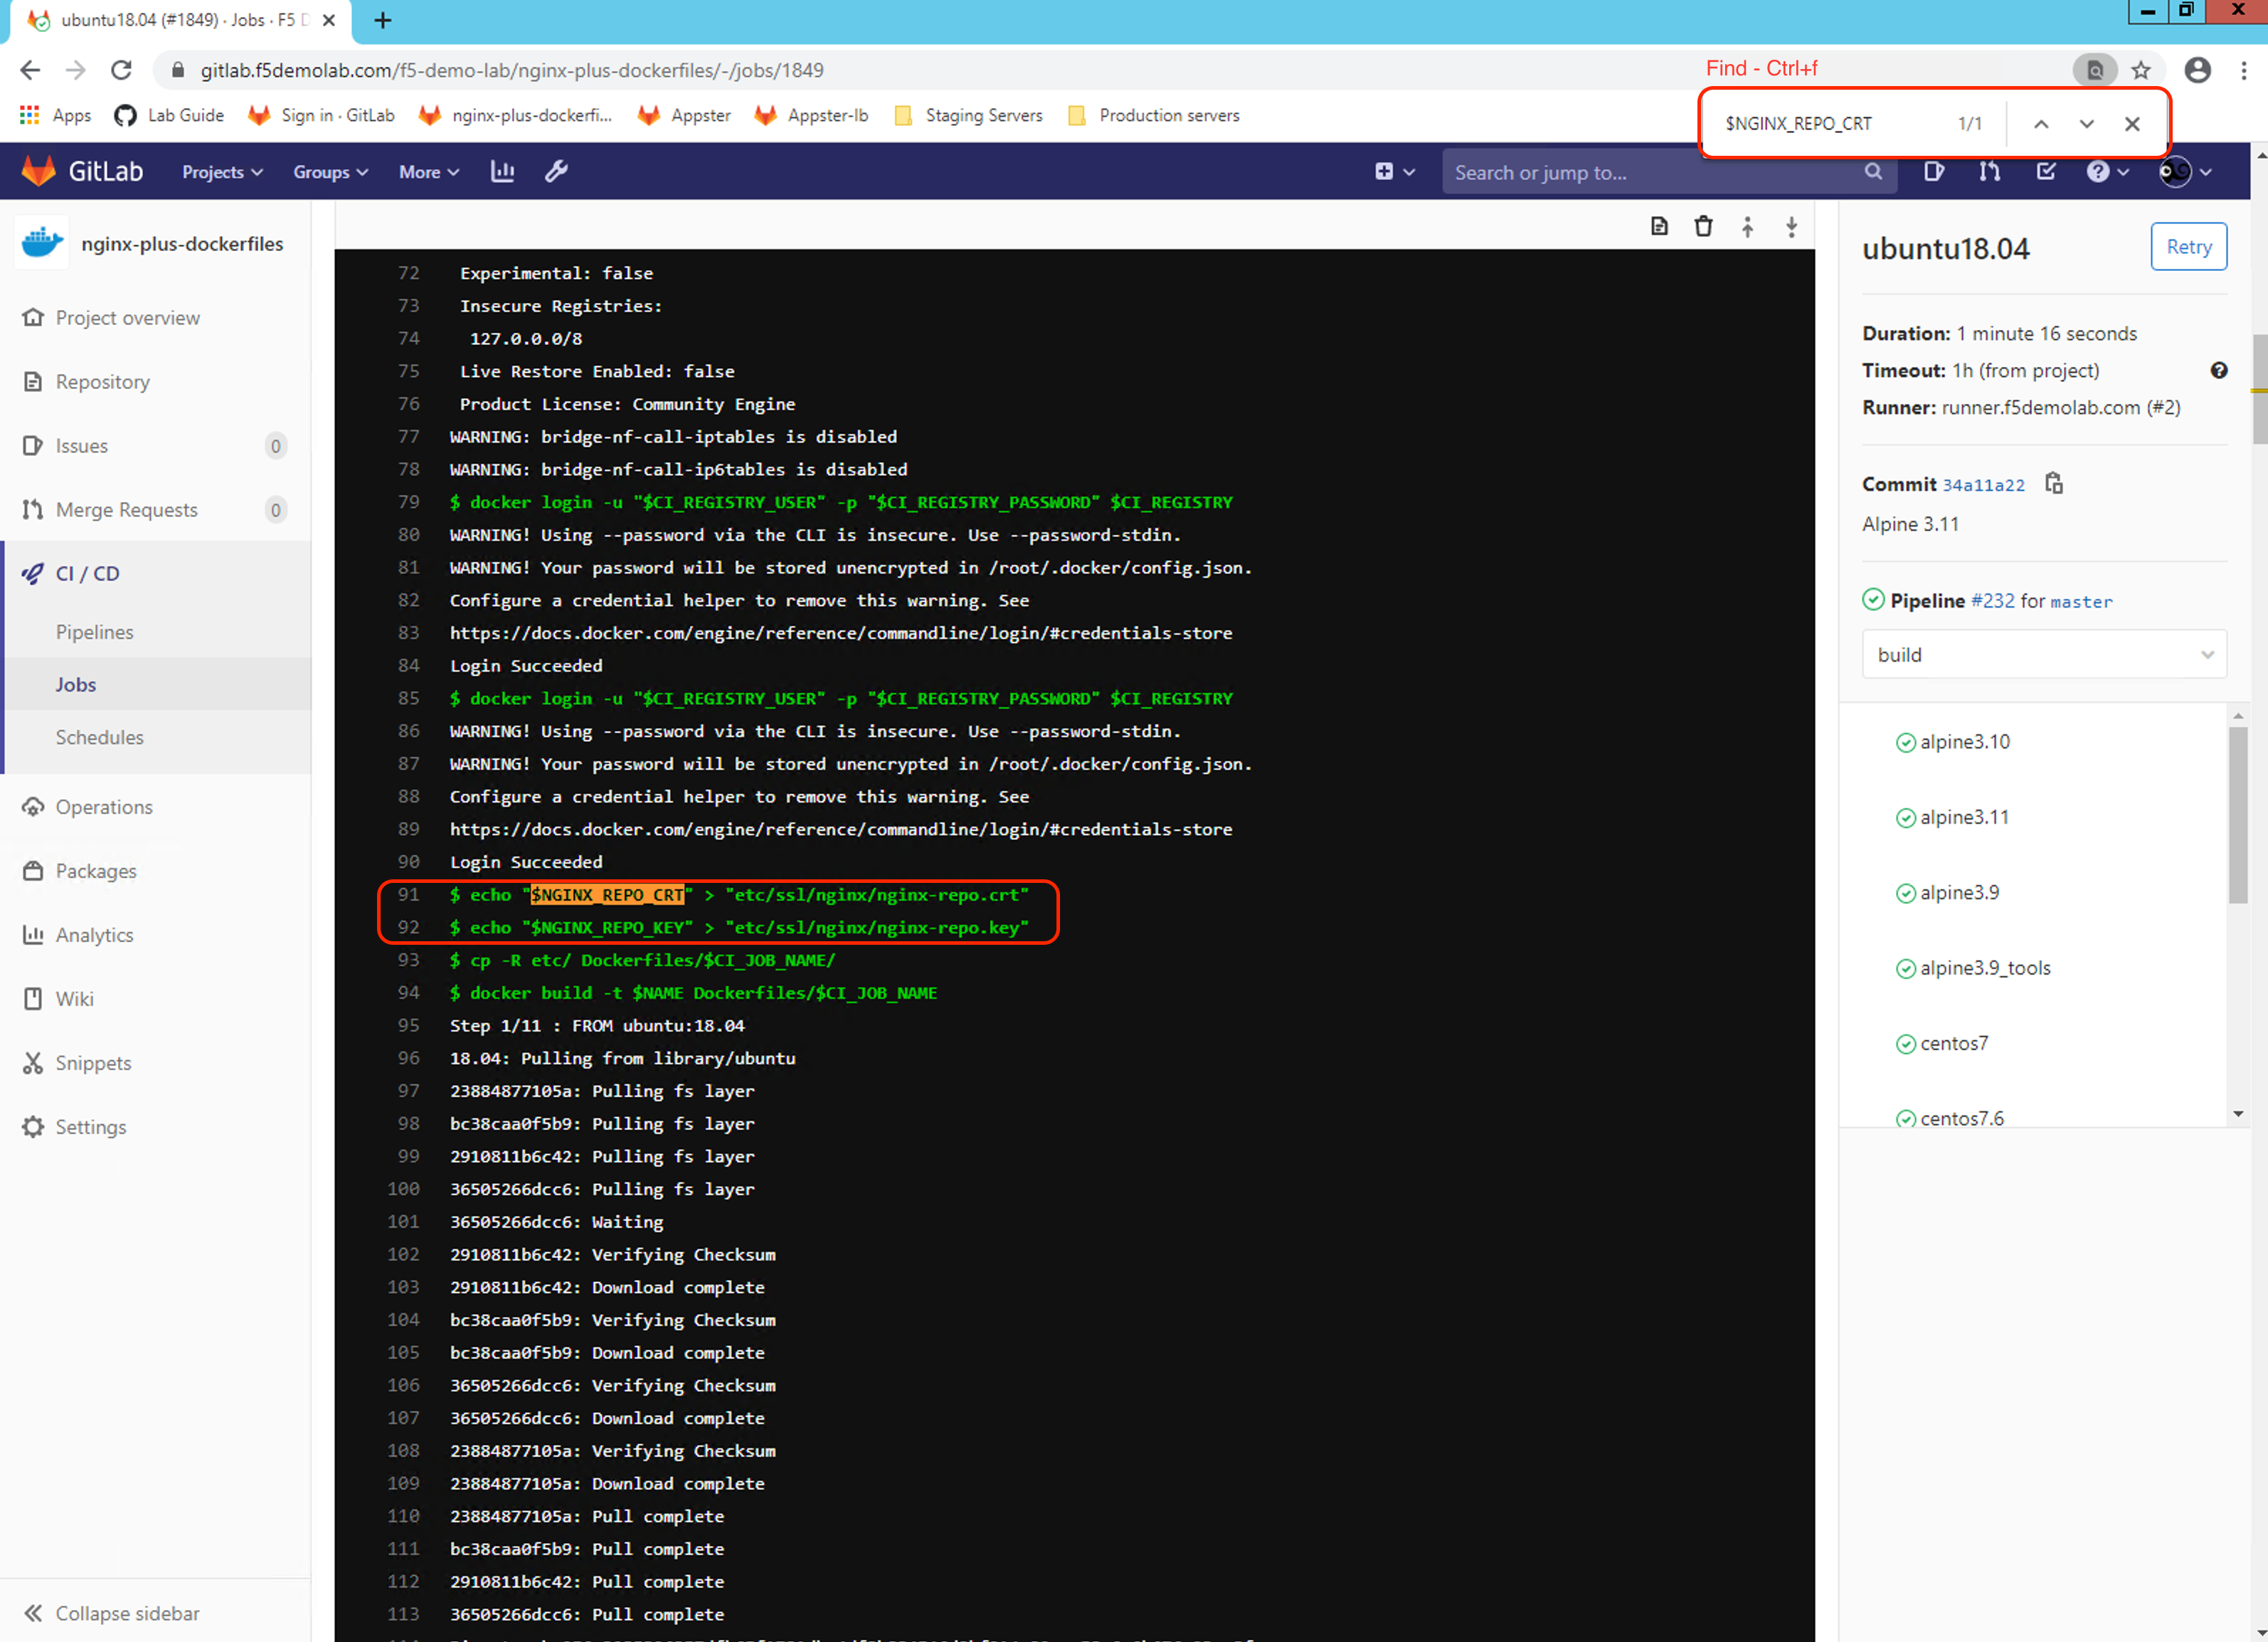 ubuntu18.04 (#1849) · Jobs · F5 D
gitlab.f5demolab.com/f5-demo-lab/nginx-plus-dockerfiles/-/jobs/1849
Find - Ctrl+f
Apps Lab Guide Sign in · GitLab nginx-plus-dockerfi... Appster Appster-lb Staging Servers Production servers
$NGINX_REPO_CRT 1/1
GitLab Projects Groups More Search or jump to...
nginx-plus-dockerfiles
Project overview
Repository
Issues 0
Merge Requests 0
CI / CD
Pipelines
Jobs
Schedules
Operations
Packages
Analytics
Wiki
Snippets
Settings
Collapse sidebar
72 Experimental: false
73 Insecure Registries:
74 127.0.0.0/8
75 Live Restore Enabled: false
76 Product License: Community Engine
77 WARNING: bridge-nf-call-iptables is disabled
78 WARNING: bridge-nf-call-ip6tables is disabled
79 $ docker login -u "$CI_REGISTRY_USER" -p "$CI_REGISTRY_PASSWORD" $CI_REGISTRY
80 WARNING! Using --password via the CLI is insecure. Use --password-stdin.
81 WARNING! Your password will be stored unencrypted in /root/.docker/config.json.
82 Configure a credential helper to remove this warning. See
83 https://docs.docker.com/engine/reference/commandline/login/#credentials-store
84 Login Succeeded
85 $ docker login -u "$CI_REGISTRY_USER" -p "$CI_REGISTRY_PASSWORD" $CI_REGISTRY
86 WARNING! Using --password via the CLI is insecure. Use --password-stdin.
87 WARNING! Your password will be stored unencrypted in /root/.docker/config.json.
88 Configure a credential helper to remove this warning. See
89 https://docs.docker.com/engine/reference/commandline/login/#credentials-store
90 Login Succeeded
91 $ echo "$NGINX_REPO_CRT" > "etc/ssl/nginx/nginx-repo.crt"
92 $ echo "$NGINX_REPO_KEY" > "etc/ssl/nginx/nginx-repo.key"
93 $ cp -R etc/ Dockerfiles/$CI_JOB_NAME/
94 $ docker build -t $NAME Dockerfiles/$CI_JOB_NAME
95 Step 1/11 : FROM ubuntu:18.04
96 18.04: Pulling from library/ubuntu
97 23884877105a: Pulling fs layer
98 bc38caa0f5b9: Pulling fs layer
99 2910811b6c42: Pulling fs layer
100 36505266dcc6: Pulling fs layer
101 36505266dcc6: Waiting
102 2910811b6c42: Verifying Checksum
103 2910811b6c42: Download complete
104 bc38caa0f5b9: Verifying Checksum
105 bc38caa0f5b9: Download complete
106 36505266dcc6: Verifying Checksum
107 36505266dcc6: Download complete
108 23884877105a: Verifying Checksum
109 23884877105a: Download complete
110 23884877105a: Pull complete
111 bc38caa0f5b9: Pull complete
112 2910811b6c42: Pull complete
113 36505266dcc6: Pull complete
ubuntu18.04 Retry
Duration: 1 minute 16 seconds
Timeout: 1h (from project)
Runner: runner.f5demolab.com (#2)
Commit 34a11a22
Alpine 3.11
Pipeline #232 for master
build
alpine3.10
alpine3.11
alpine3.9
alpine3.9_tools
centos7
centos7.6